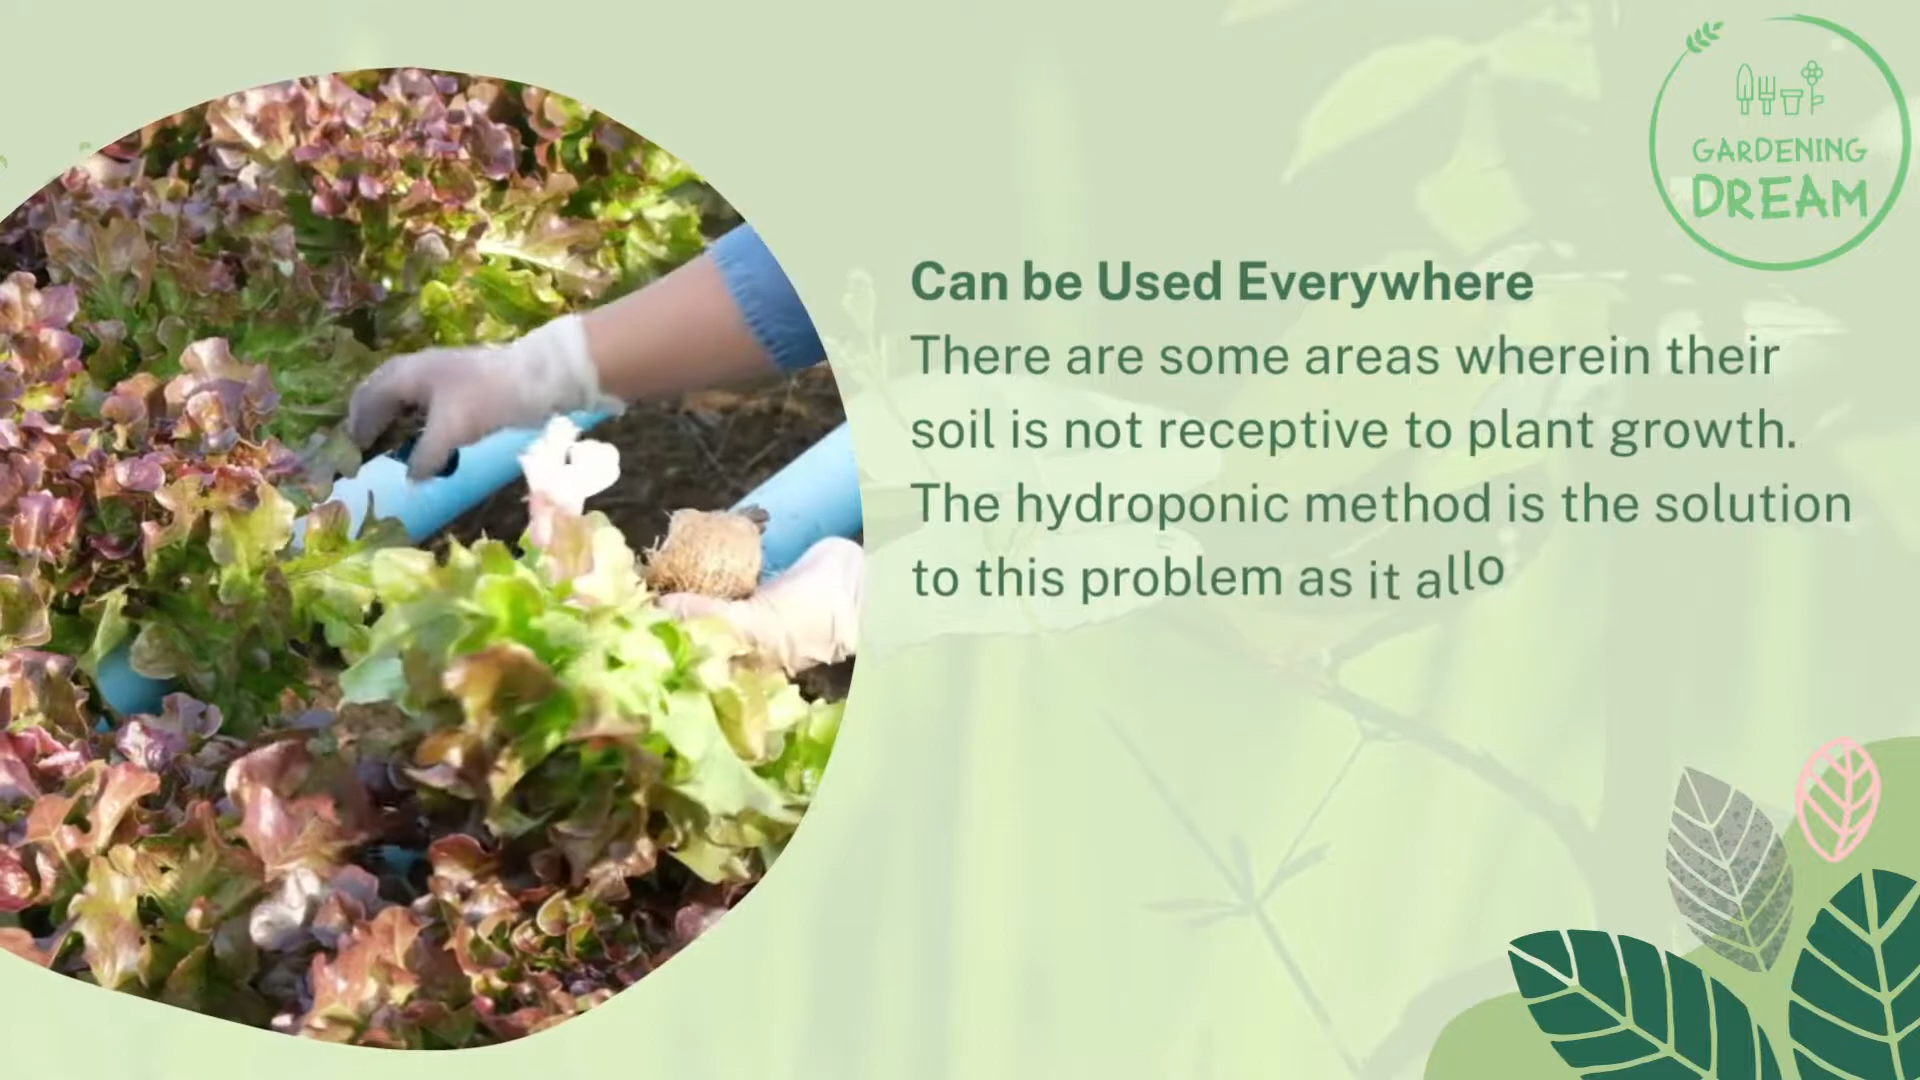 GARDENING
DREAM
Can be Used Everywhere
There are some areas wherein their
soil is not receptive to plant growth.
The hydroponic method is the solution
to this problem as it allo